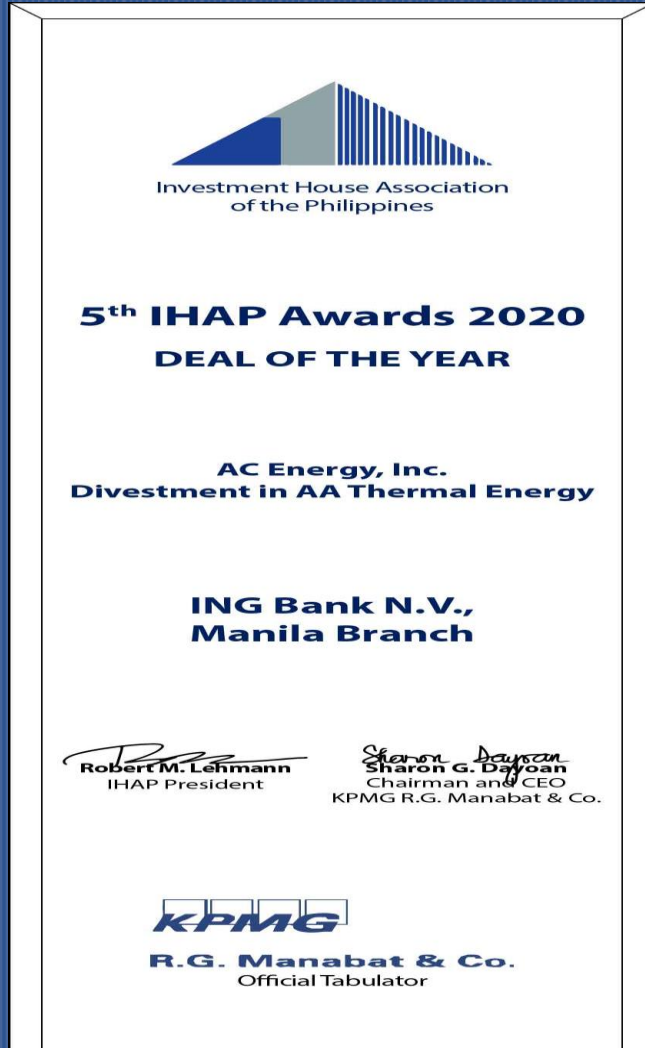 Investment House Association
of the Philippines
5th IHAP Awards 2020
DEAL OF THE YEAR
AC Energy, Inc.
Divestment in AA Thermal Energy
ING Bank N.V.,
Manila Branch
Sharon Dayoan
Robert M. Lehmann
Sharon G. Dayoan
IHAP President
Chairman and CEO
KPMG R.G. Manabat & Co.
KPMG
R.G. Manabat & Co.
Official Tabulator